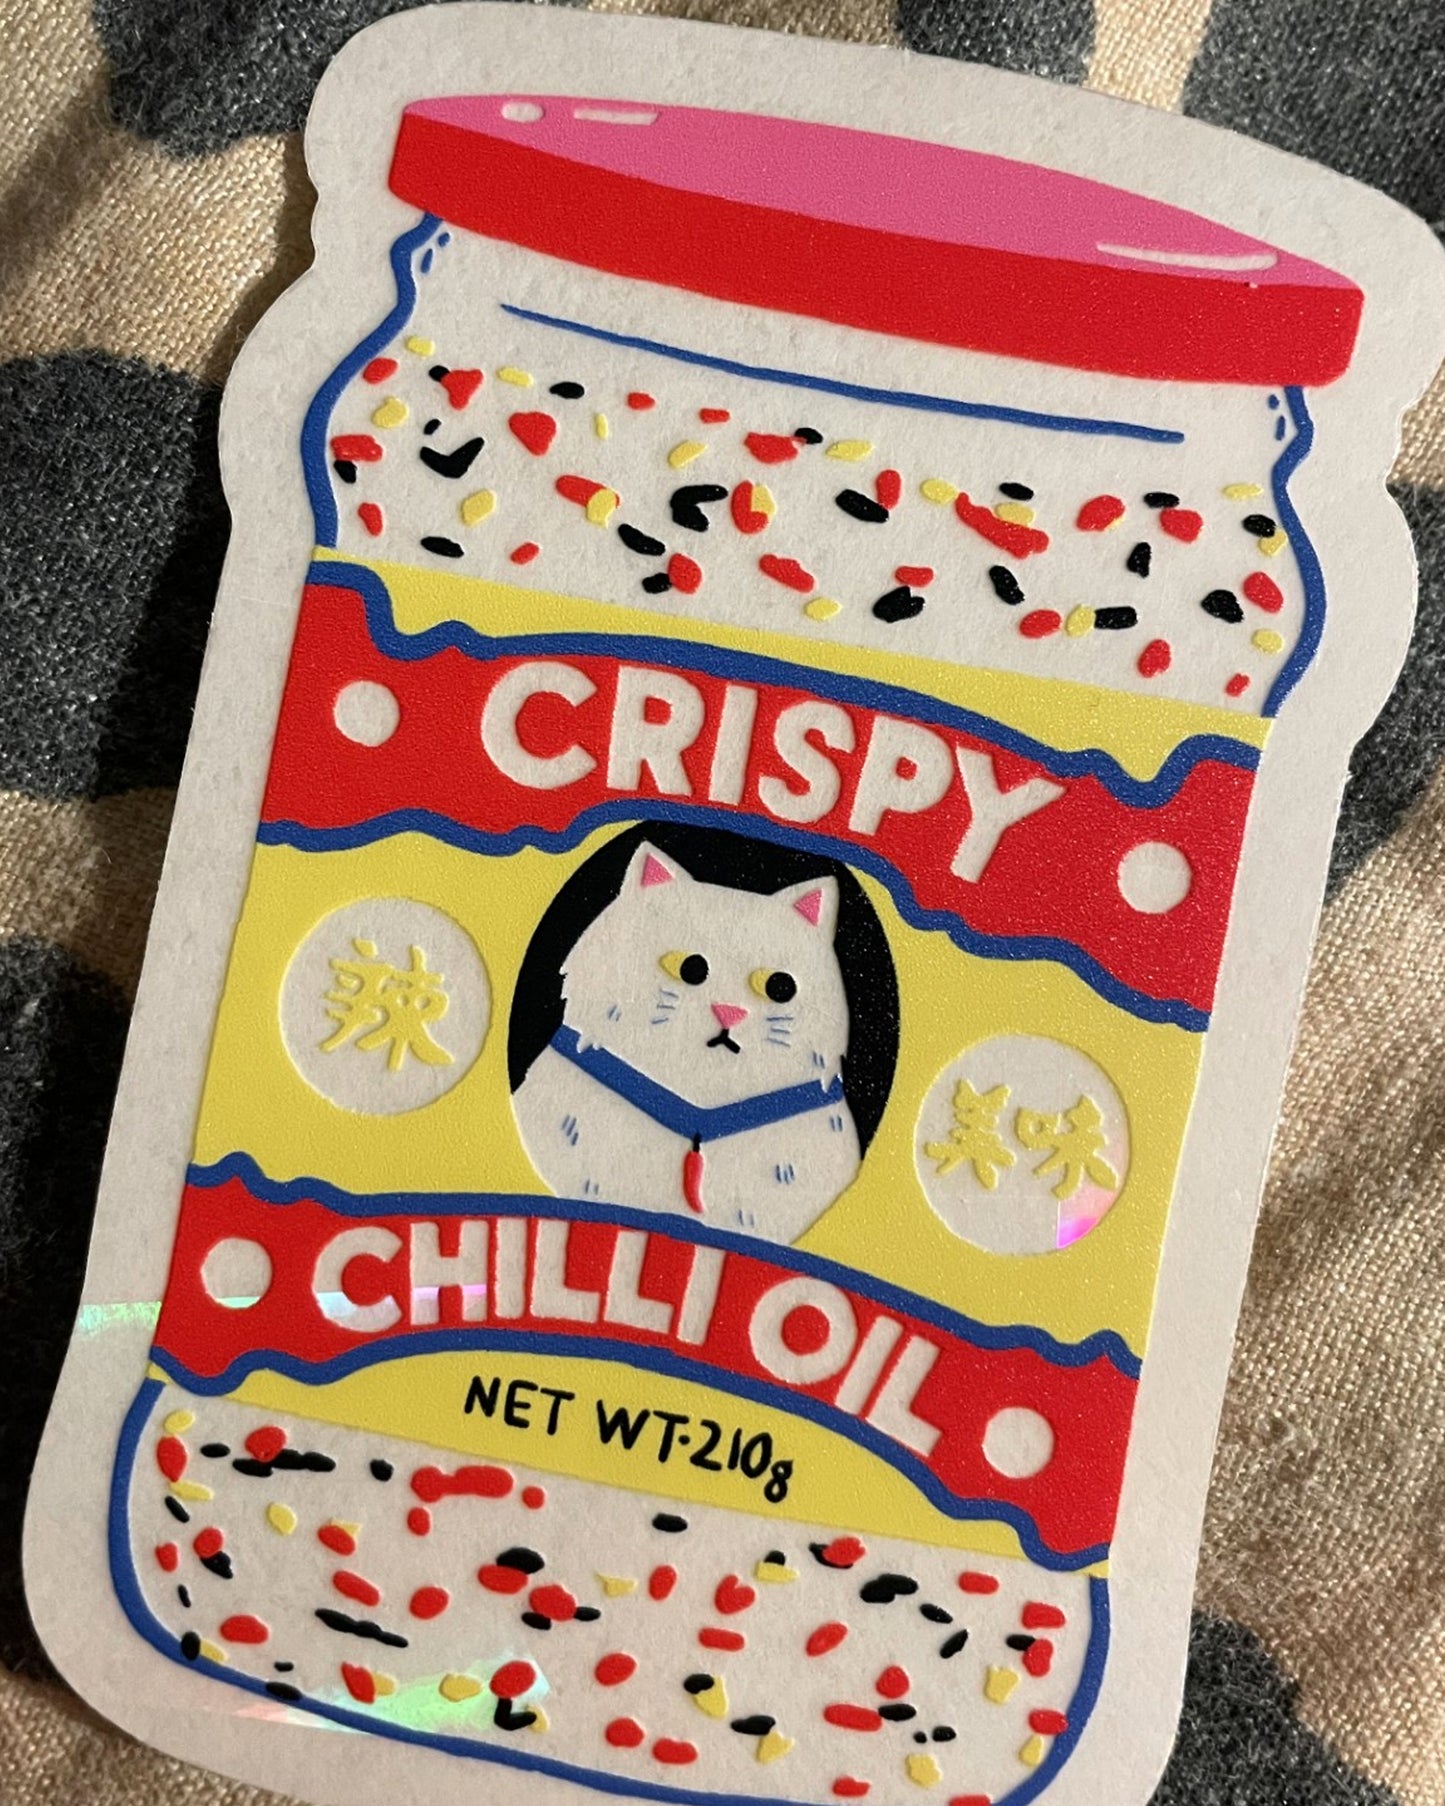 CRISPY
辣
美味
CHILLI OIL
NET WT·210g